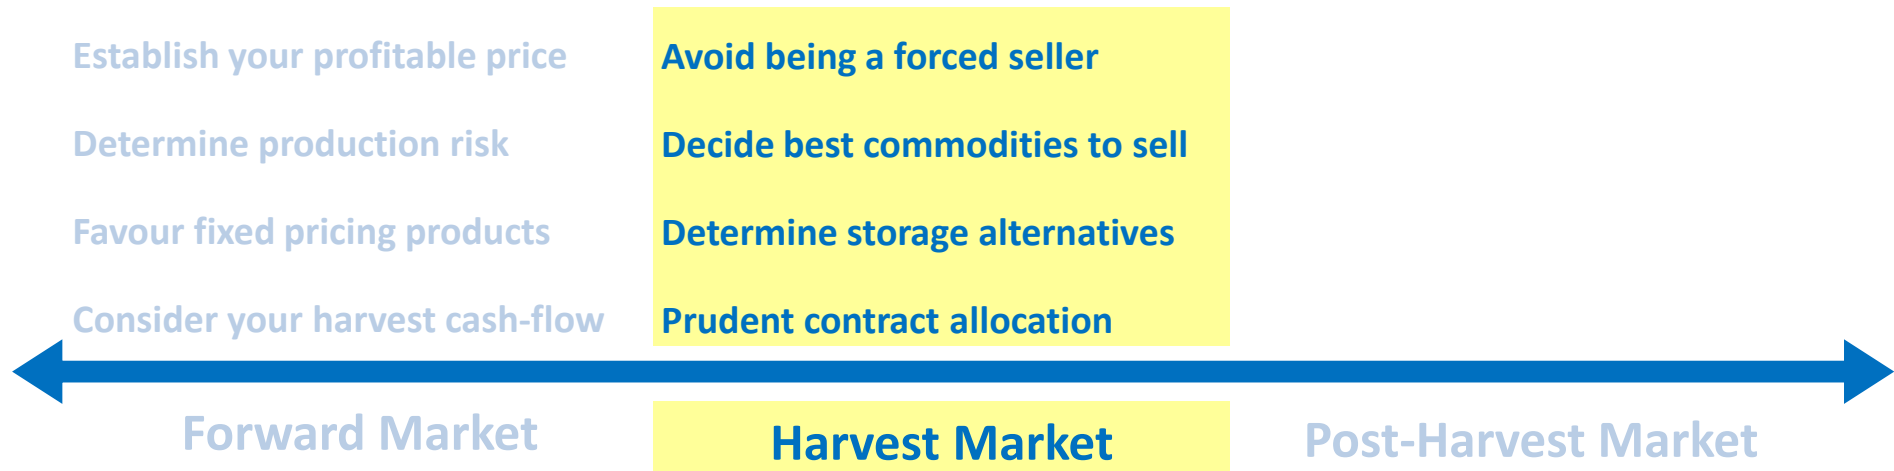 Establish your profitable price
Determine production risk
Favour fixed pricing products
Consider your harvest cash-flow
Avoid being a forced seller
Decide best commodities to sell
Determine storage alternatives
Prudent contract allocation
Forward Market
Harvest Market
Post-Harvest Market